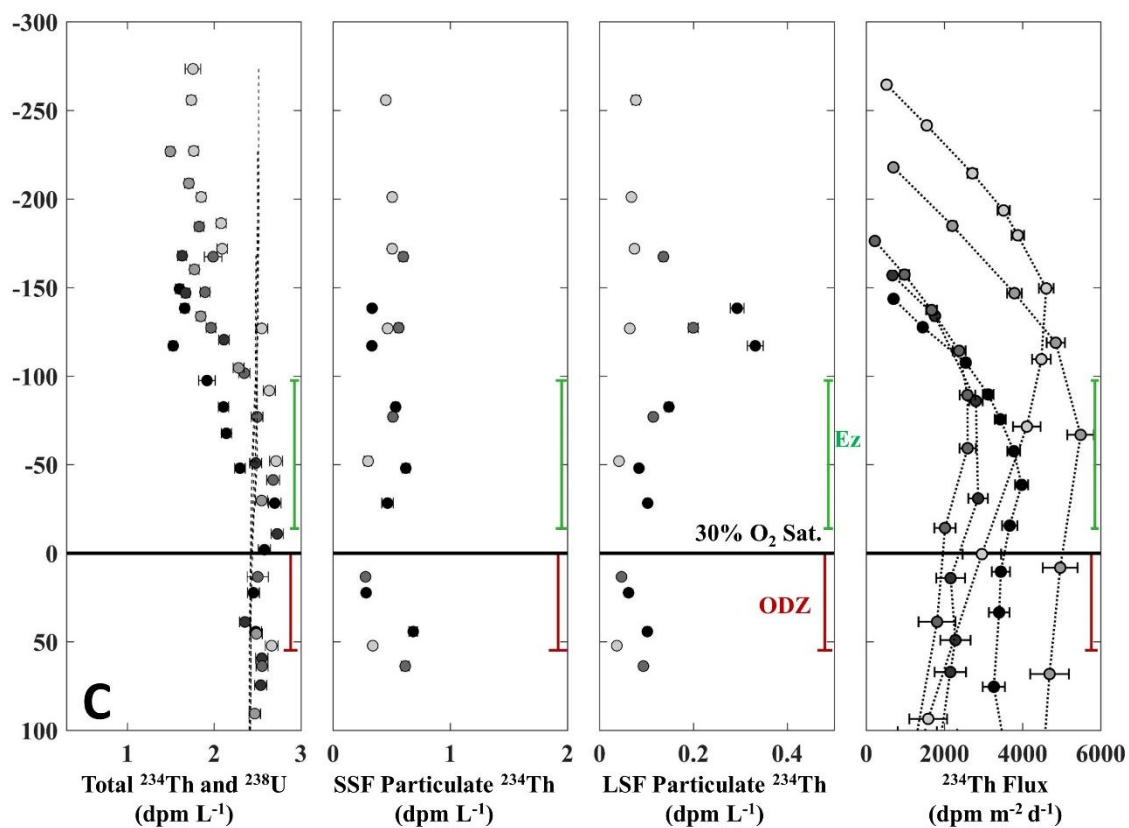 -300
-250
-200
-150
-100
-50
0
50
100
C
Ez
30% O₂ Sat.
ODZ
1 2 3
0 1 2
0 0.2 0.4
0 2000 4000 6000
Total ²³⁴Th and ²³⁸U
(dpm L⁻¹)
SSF Particulate ²³⁴Th
(dpm L⁻¹)
LSF Particulate ²³⁴Th
(dpm L⁻¹)
²³⁴Th Flux
(dpm m⁻² d⁻¹)